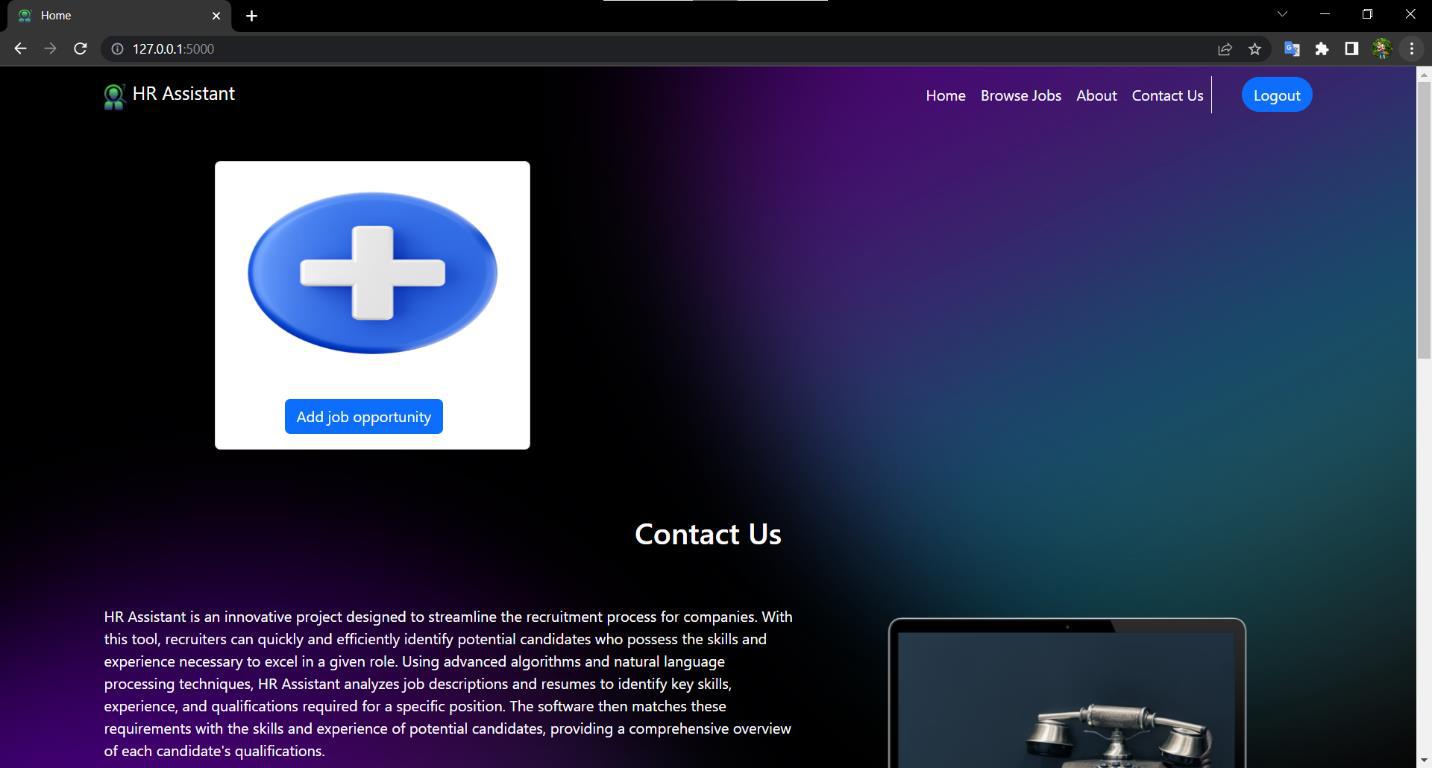 Home
127.0.0.1:5000
HR Assistant
Home Browse Jobs About Contact Us Logout
Add job opportunity
Contact Us
HR Assistant is an innovative project designed to streamline the recruitment process for companies. With
this tool, recruiters can quickly and efficiently identify potential candidates who possess the skills and
experience necessary to excel in a given role. Using advanced algorithms and natural language
processing techniques, HR Assistant analyzes job descriptions and resumes to identify key skills,
experience, and qualifications required for a specific position. The software then matches these
requirements with the skills and experience of potential candidates, providing a comprehensive overview
of each candidate's qualifications.